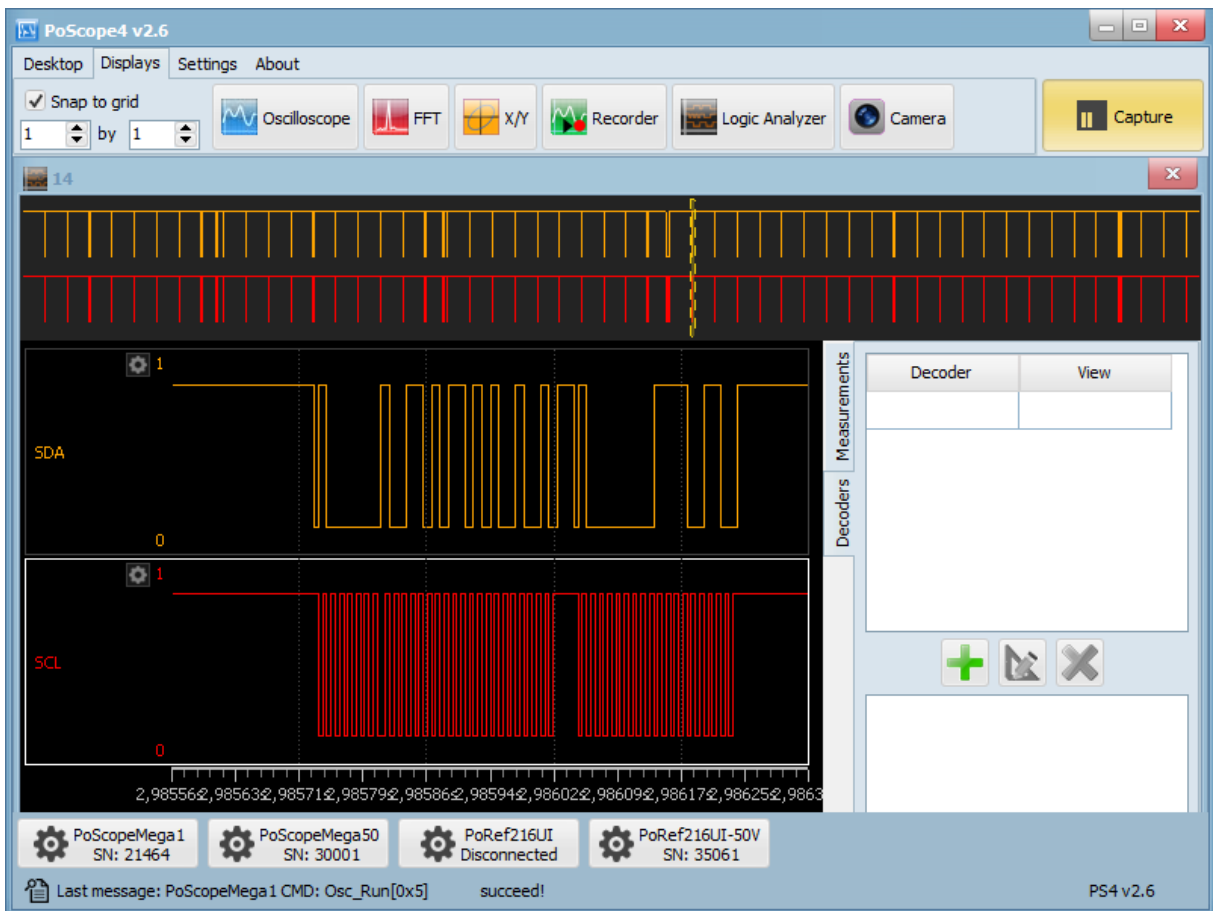 PoScope4 v2.6
Desktop Displays Settings About
Snap to grid
1 by 1
Oscilloscope FFT X/Y Recorder Logic Analyzer Camera Capture
14
1
SDA
0
1
SCL
0
Measurements
Decoders
Decoder View
PoScopeMega1
SN: 21464
PoScopeMega50
SN: 30001
PoRef216UI
Disconnected
PoRef216UI-50V
SN: 35061
Last message: PoScopeMega1 CMD: Osc_Run[0x5] succeed! PS4 v2.6